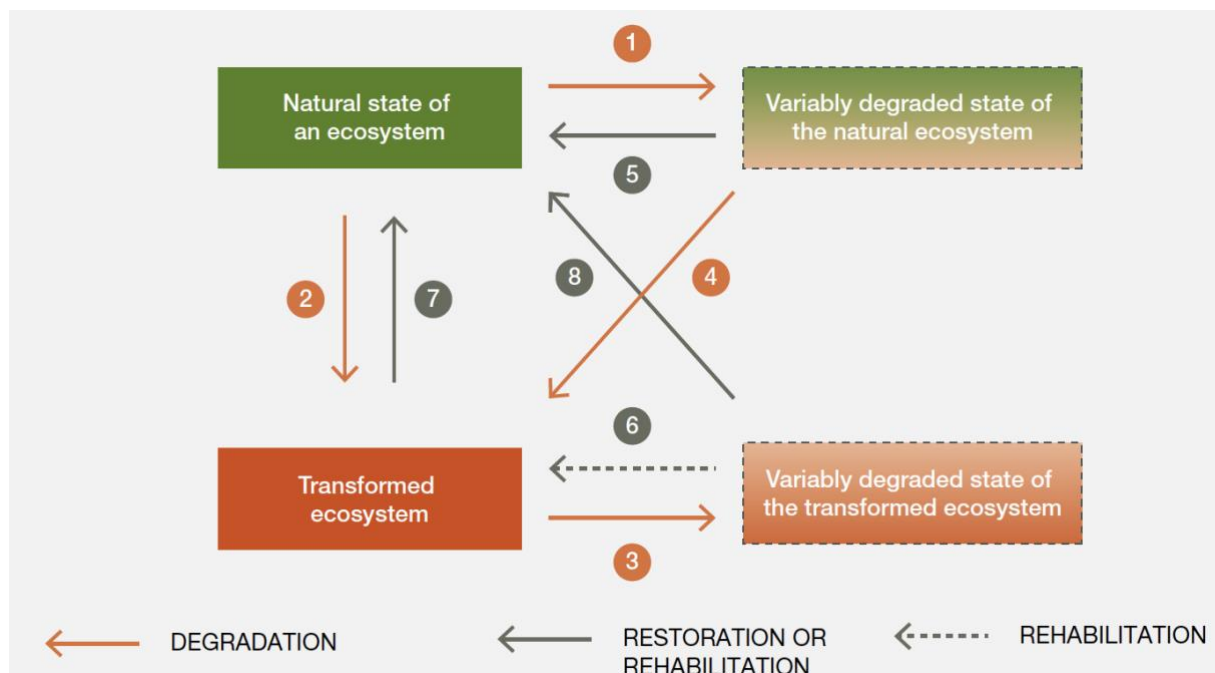 1
Natural state of
an ecosystem
Variably degraded state of
the natural ecosystem
5
2
7
8
4
6
Transformed
ecosystem
Variably degraded state of
the transformed ecosystem
3
DEGRADATION
RESTORATION OR
REHABILITATION
REHABILITATION